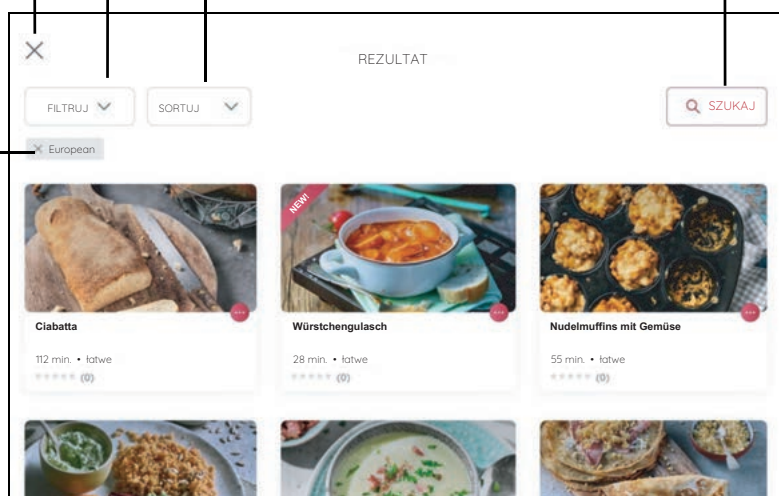 REZULTAT
FILTRUJ
SORTUJ
SZUKAJ
European
NEW!
Ciabatta
Würstchengulasch
Nudelmuffins mit Gemüse
112 min. • łatwe
28 min. • łatwe
55 min. • łatwe
(0)
(0)
(0)